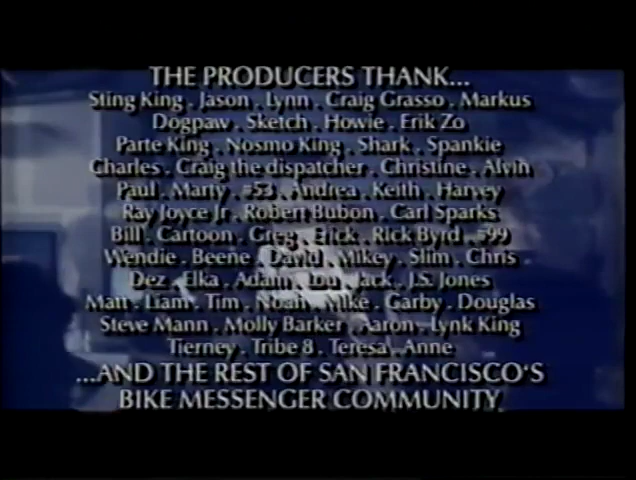 THE PRODUCERS THANK...
Sting King . Jason . Lynn . Craig Grasso . Markus
Dogpaw . Sketch . Howie . Erik Zo
Parte King . Nosmo King . Shark . Spankie
Charles . Craig the dispatcher . Christine . Alvin
Paul . Marty . #53 . Andrea . Keith . Harvey
Ray Joyce Jr . Robert Bubon . Carl Sparks
Bill . Cartoon . Greg . Erick . Rick Byrd . #99
Wendie . Beene . David . Mikey . Slim . Chris
Dez . Elka . Adam . Lou . Jack . J.S. Jones
Matt . Liam . Tim . Noah . Mike . Garby . Douglas
Steve Mann . Molly Barker . Aaron . Lynk King
Tierney . Tribe 8 . Teresa . Anne
...AND THE REST OF SAN FRANCISCO'S
BIKE MESSENGER COMMUNITY